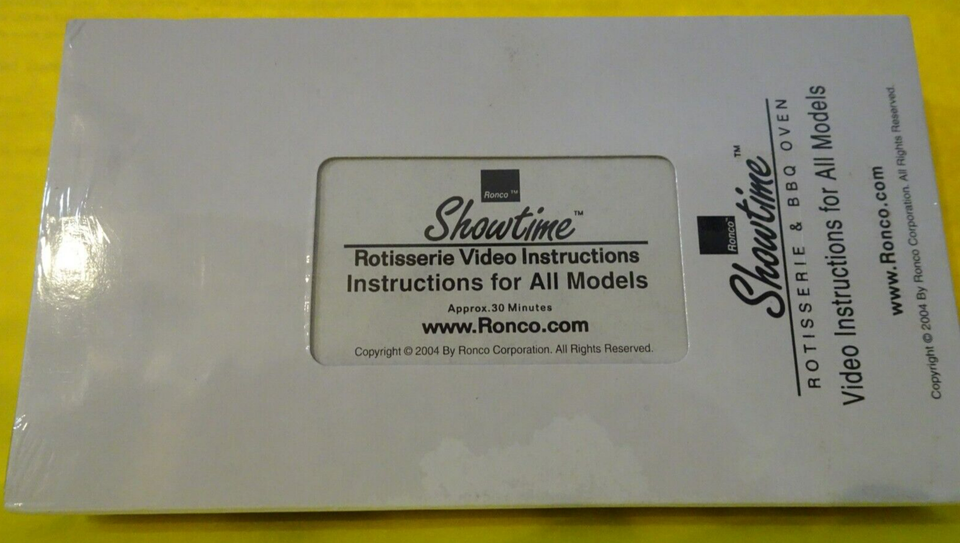 Ronco™
Showtime™
Rotisserie Video Instructions
Instructions for All Models
Approx.30 Minutes
www.Ronco.com
Copyright © 2004 By Ronco Corporation. All Rights Reserved.
Ronco™
Showtime™
ROTISSERIE & BBQ OVEN
Video Instructions for All Models
www.Ronco.com
Copyright © 2004 By Ronco Corporation. All Rights Reserved.